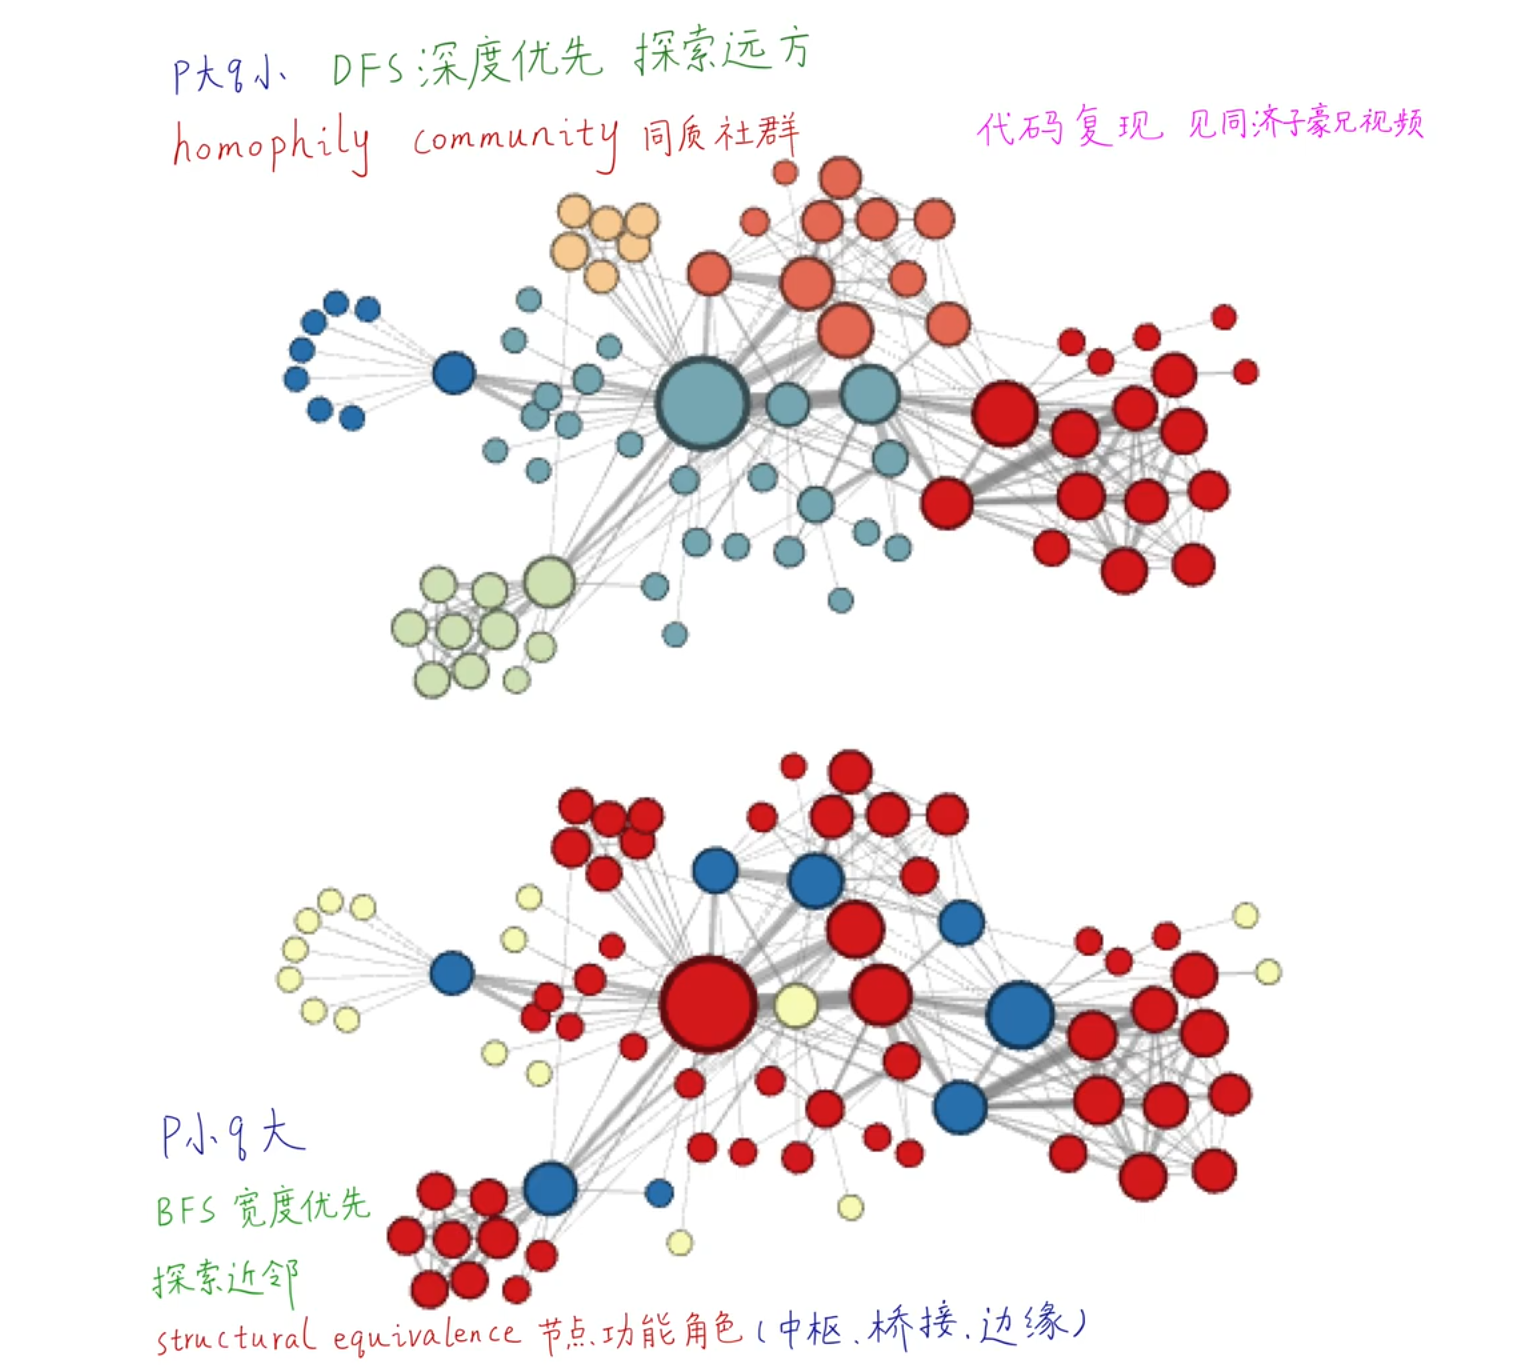 P大q小 DFS深度优先 探索远方
homophily community 同质社群
代码复现 见同济子豪兄视频
P小q大
BFS 宽度优先
探索近邻
structural equivalence 节点功能角色(中枢、桥接、边缘)